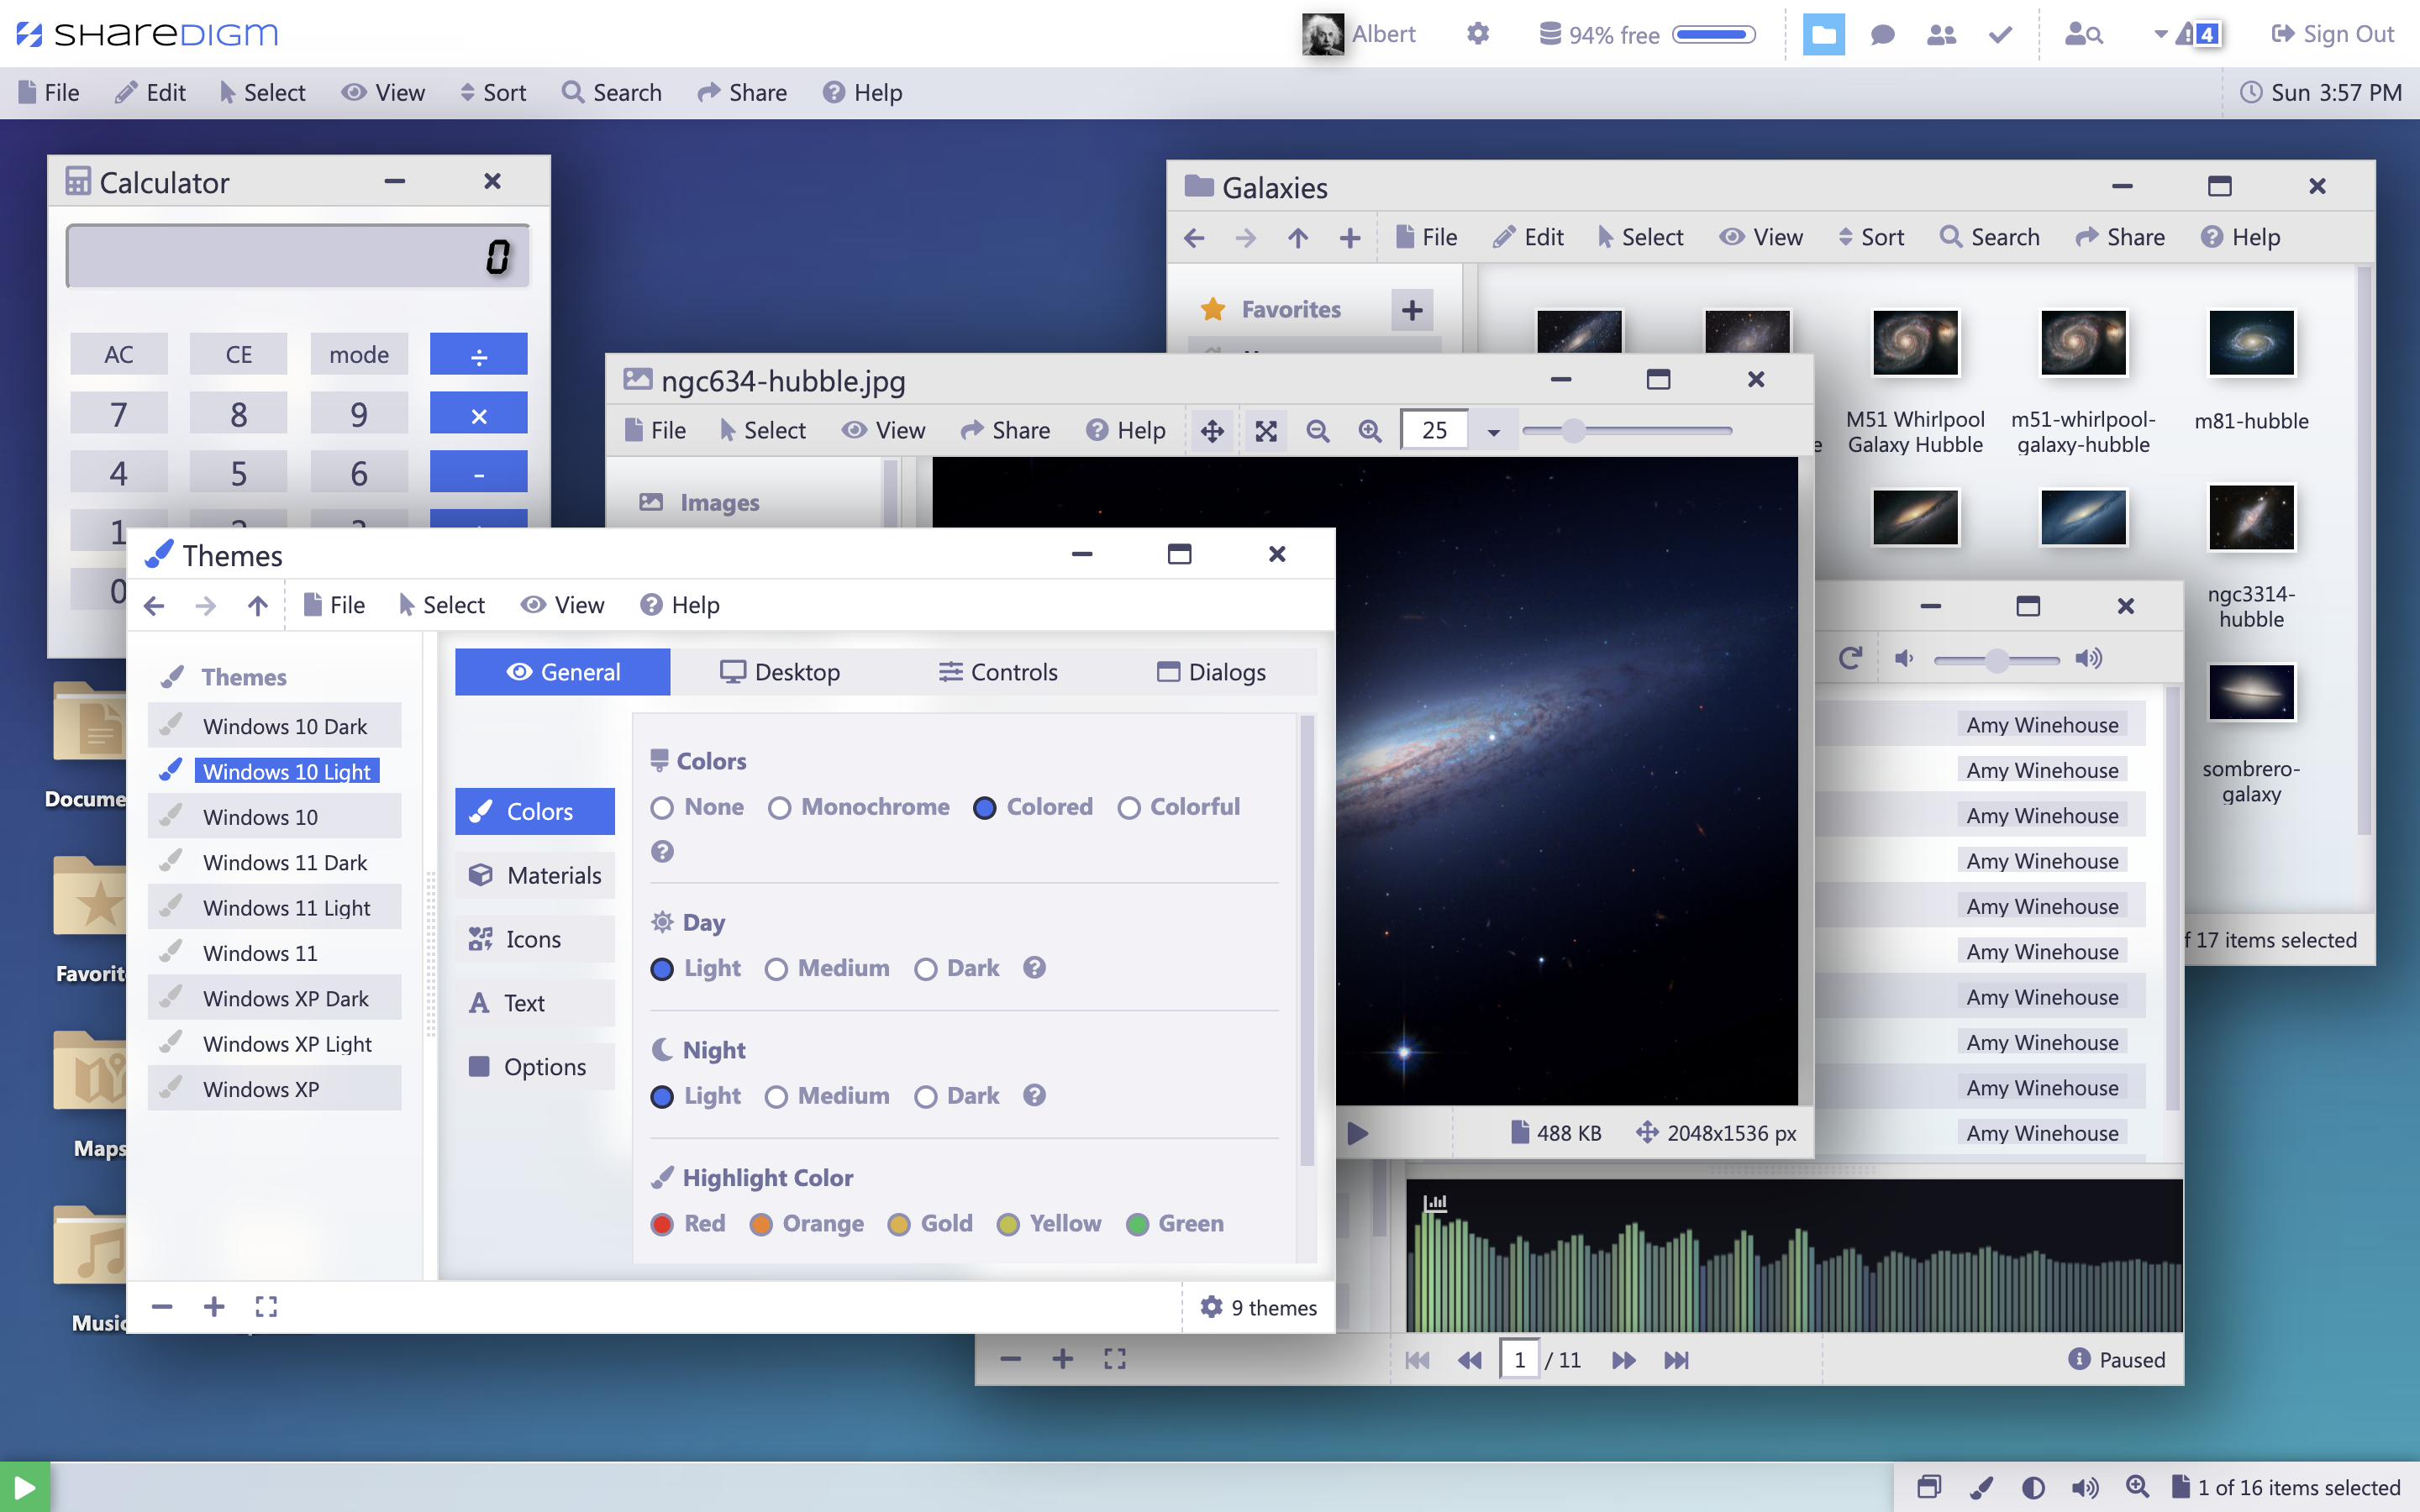 SHAREDIGM
Albert
94% free
4
Sign Out
File
Edit
Select
View
Sort
Search
Share
Help
Sun 3:57 PM
Calculator
0
AC
CE
mode
÷
7
8
9
×
4
5
6
-
1
0
Galaxies
File
Edit
Select
View
Sort
Search
Share
Help
Favorites
M51 Whirlpool
Galaxy Hubble
m51-whirlpool-
galaxy-hubble
m81-hubble
ngc3314-
hubble
sombrero-
galaxy
17 items selected
ngc634-hubble.jpg
File
Select
View
Share
Help
25
Images
488 KB
2048x1536 px
Themes
File
Select
View
Help
Themes
Windows 10 Dark
Windows 10 Light
Windows 10
Windows 11 Dark
Windows 11 Light
Windows 11
Windows XP Dark
Windows XP Light
Windows XP
General
Desktop
Controls
Dialogs
Colors
Materials
Icons
Text
Options
Colors
None
Monochrome
Colored
Colorful
Day
Light
Medium
Dark
Night
Light
Medium
Dark
Highlight Color
Red
Orange
Gold
Yellow
Green
9 themes
Amy Winehouse
Amy Winehouse
Amy Winehouse
Amy Winehouse
Amy Winehouse
Amy Winehouse
Amy Winehouse
Amy Winehouse
Amy Winehouse
Amy Winehouse
1 / 11
Paused
Docume
Favorit
Maps
Music
1 of 16 items selected